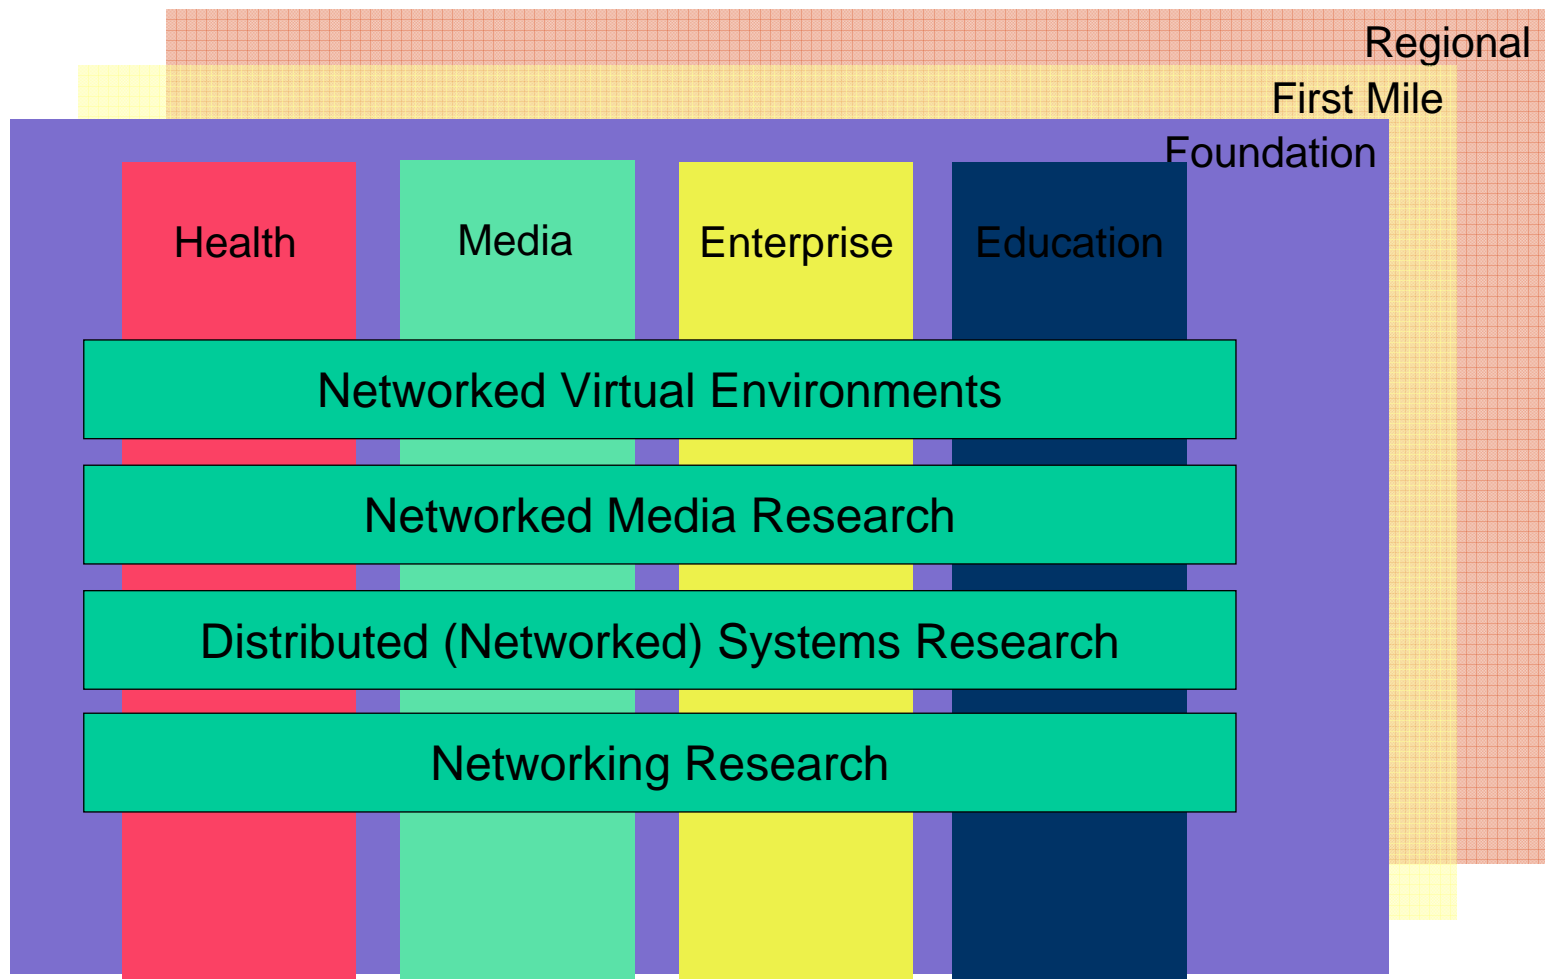 Regional
First Mile
Foundation
Health
Media
Enterprise
Education
Networked Virtual Environments
Networked Media Research
Distributed (Networked) Systems Research
Networking Research